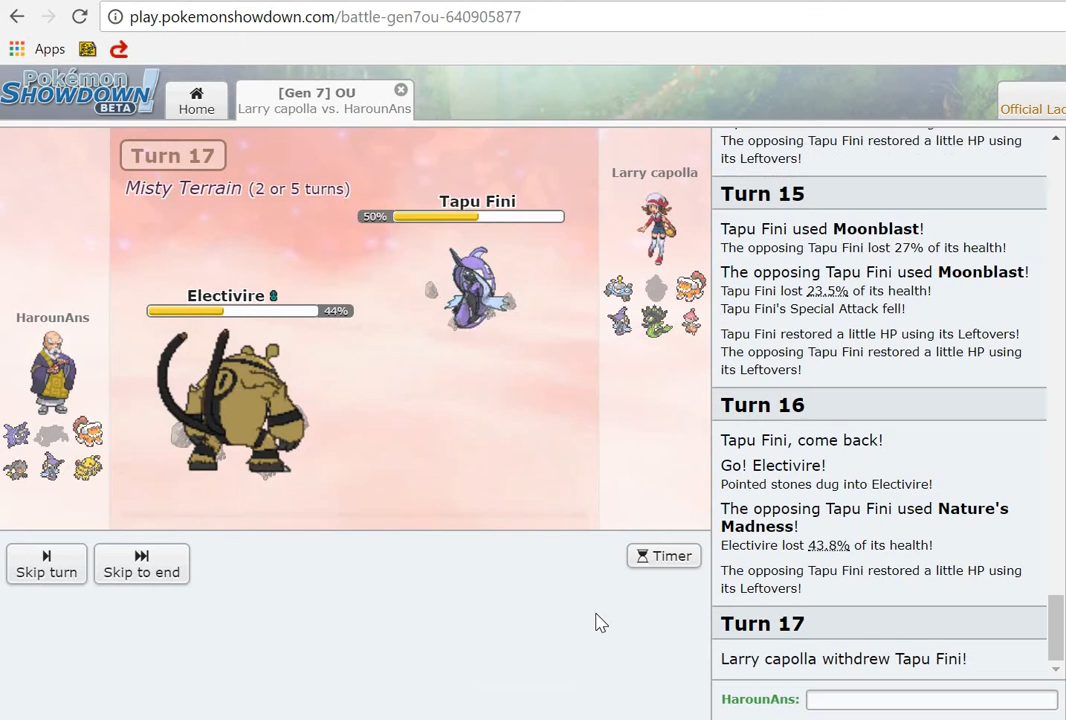 play.pokemonshowdown.com/battle-gen7ou-640905877
Apps
Pokémon
SHOWDOWN!
BETA
Home
[Gen 7] OU
Larry capolla vs. HarounAns
Official Lad
Turn 17
Misty Terrain (2 or 5 turns)
Tapu Fini
50%
Electivire
44%
HarounAns
Larry capolla
The opposing Tapu Fini restored a little HP using
its Leftovers!
Turn 15
Tapu Fini used Moonblast!
The opposing Tapu Fini lost 27% of its health!
The opposing Tapu Fini used Moonblast!
Tapu Fini lost 23.5% of its health!
Tapu Fini's Special Attack fell!
Tapu Fini restored a little HP using its Leftovers!
The opposing Tapu Fini restored a little HP using
its Leftovers!
Turn 16
Tapu Fini, come back!
Go! Electivire!
Pointed stones dug into Electivire!
The opposing Tapu Fini used Nature's
Madness!
Electivire lost 43.8% of its health!
The opposing Tapu Fini restored a little HP using
its Leftovers!
Turn 17
Larry capolla withdrew Tapu Fini!
Skip turn
Skip to end
Timer
HarounAns: